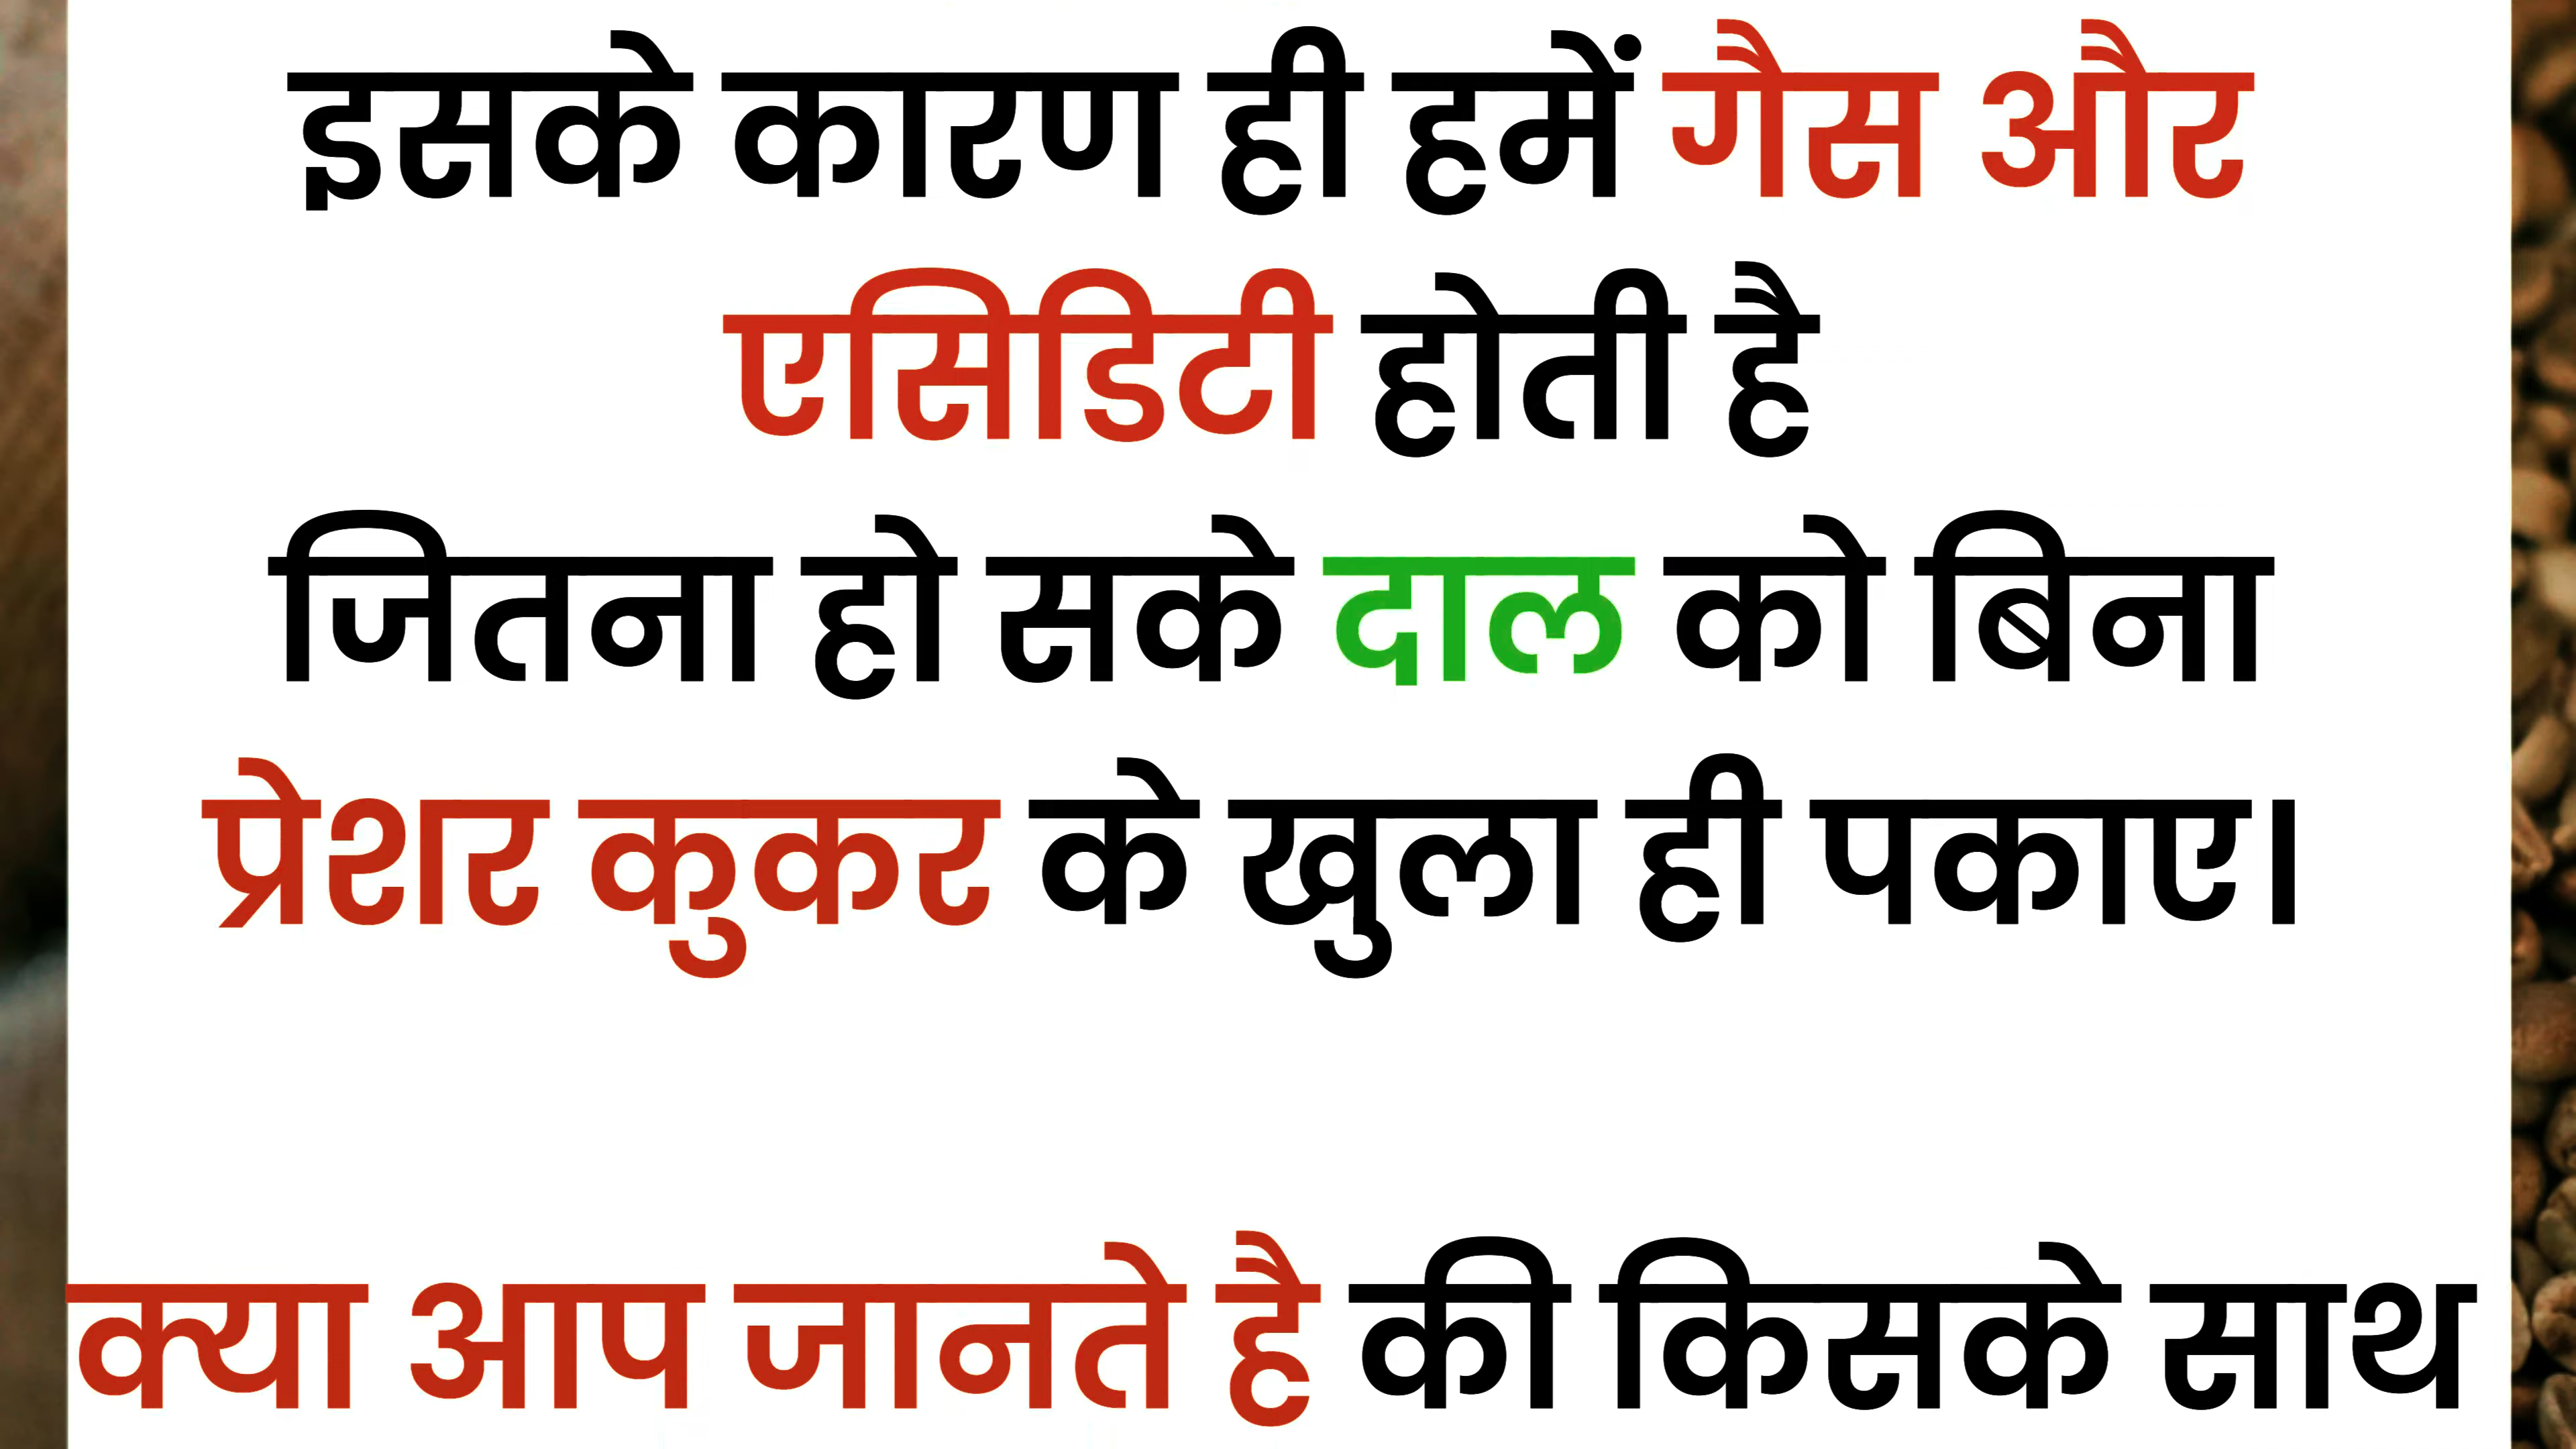 इसके कारण ही हमें गैस और
एसिडिटी होती है
जितना हो सके दाल को बिना
प्रेशर कुकर के खुला ही पकाए।
क्या आप जानते है की किसके साथ